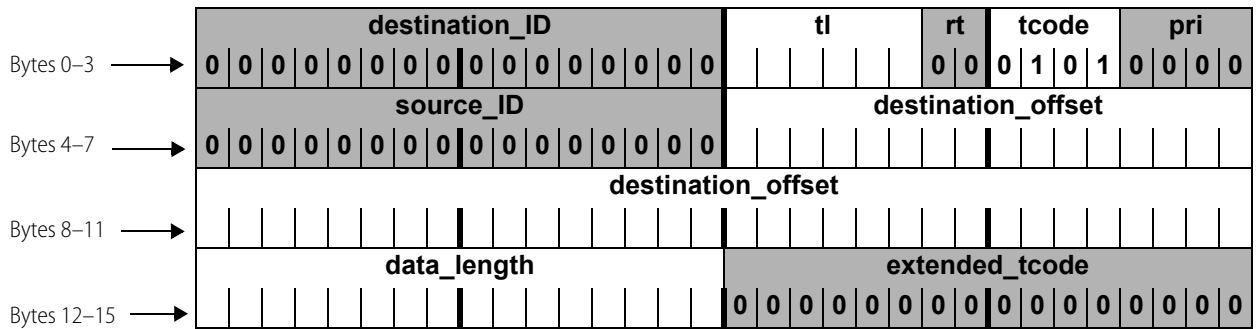 destination_ID tl rt tcode pri
Bytes 0–3 0 0 0 0 0 0 0 0 0 0 0 0 0 0 0 0 0 0 0 1 0 1 0 0 0 0
source_ID destination_offset
Bytes 4–7 0 0 0 0 0 0 0 0 0 0 0 0 0 0 0 0
destination_offset
Bytes 8–11
data_length extended_tcode
Bytes 12–15 0 0 0 0 0 0 0 0 0 0 0 0 0 0 0 0